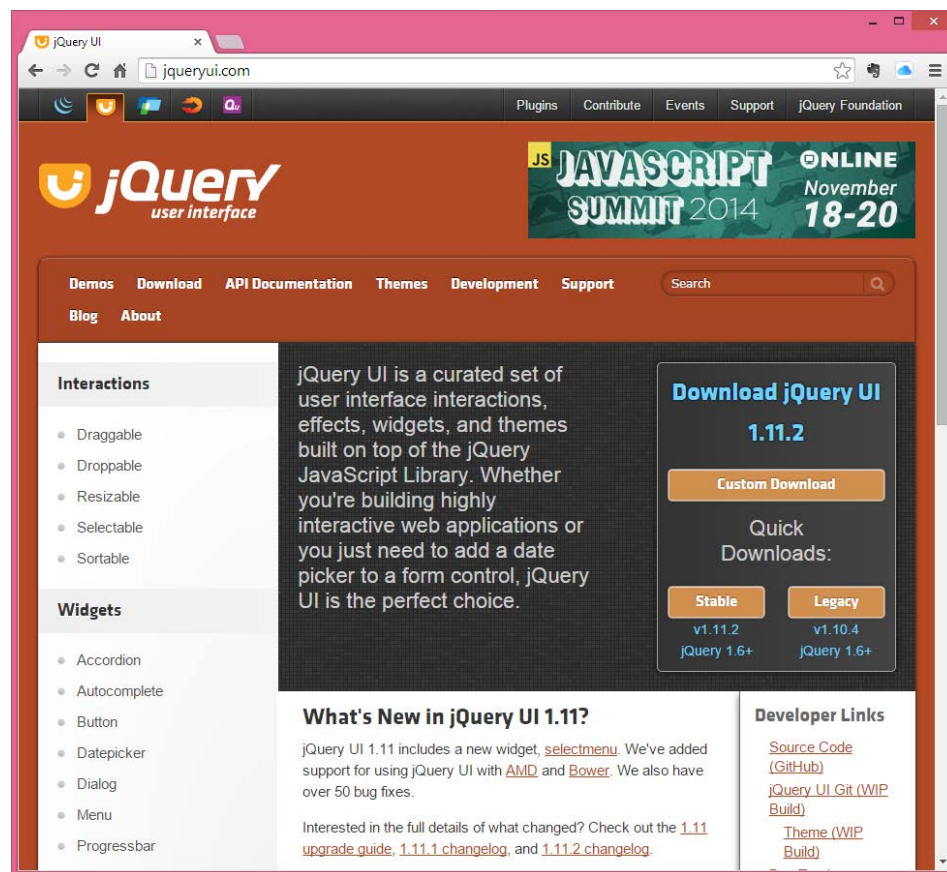 jQuery UI
jqueryui.com
Plugins Contribute Events Support jQuery Foundation
jQuery
user interface
JS JAVASCRIPT
SUMMIT 2014
ONLINE
November
18-20
Demos Download API Documentation Themes Development Support
Search
Blog About
Interactions
Draggable
Droppable
Resizable
Selectable
Sortable
Widgets
Accordion
Autocomplete
Button
Datepicker
Dialog
Menu
Progressbar
jQuery UI is a curated set of
user interface interactions,
effects, widgets, and themes
built on top of the jQuery
JavaScript Library. Whether
you're building highly
interactive web applications or
you just need to add a date
picker to a form control, jQuery
UI is the perfect choice.
Download jQuery UI
1.11.2
Custom Download
Quick
Downloads:
Stable Legacy
v1.11.2 v1.10.4
jQuery 1.6+ jQuery 1.6+
What's New in jQuery UI 1.11?
jQuery UI 1.11 includes a new widget, selectmenu. We've added
support for using jQuery UI with AMD and Bower. We also have
over 50 bug fixes.
Interested in the full details of what changed? Check out the 1.11
upgrade guide, 1.11.1 changelog, and 1.11.2 changelog.
Developer Links
Source Code
(GitHub)
jQuery UI Git (WIP
Build)
Theme (WIP
Build)